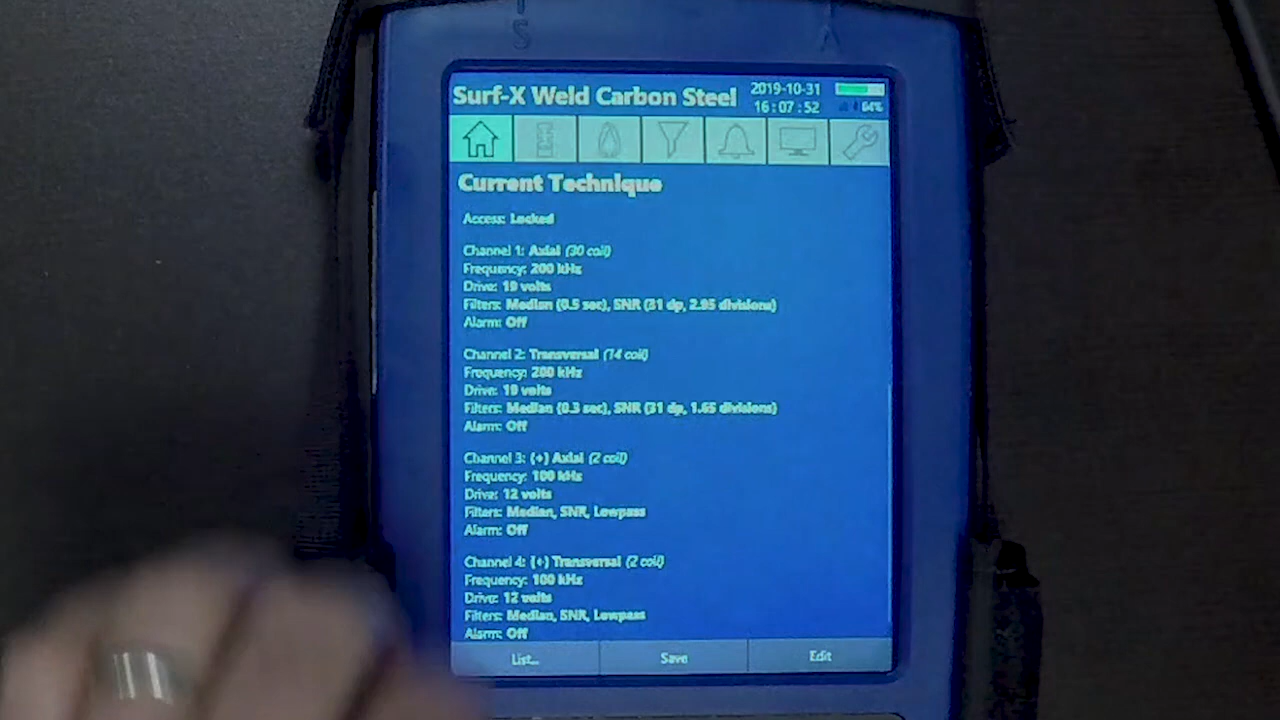 Surf-X Weld Carbon Steel
2019-10-31
16:07:52
64%
Current Technique
Access: Locked
Channel 1: Axial (30 coil)
Frequency: 200 kHz
Drive: 19 volts
Filters: Median (0.5 sec), SNR (31 dp, 2.95 divisions)
Alarm: Off
Channel 2: Transversal (14 coil)
Frequency: 200 kHz
Drive: 19 volts
Filters: Median (0.3 sec), SNR (31 dp, 1.65 divisions)
Alarm: Off
Channel 3: (+) Axial (2 coil)
Frequency: 100 kHz
Drive: 12 volts
Filters: Median, SNR, Lowpass
Alarm: Off
Channel 4: (+) Transversal (2 coil)
Frequency: 100 kHz
Drive: 12 volts
Filters: Median, SNR, Lowpass
Alarm: Off
List...
Save
Edit